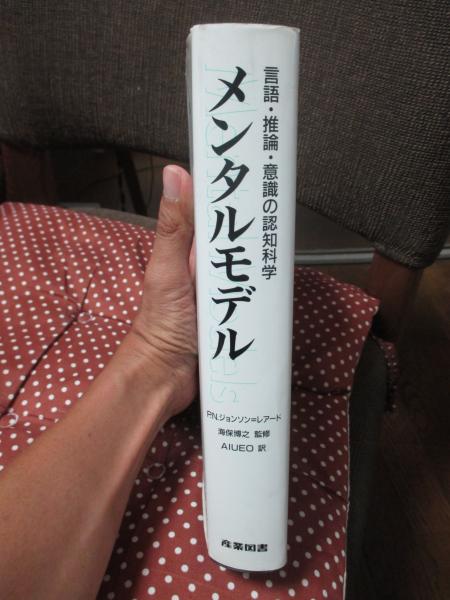 言語・推論・意識の認知科学
メンタルモデル
Mental Models
P.N.ジョンソン=レアード
海保博之 監修
AIUEO 訳
産業図書